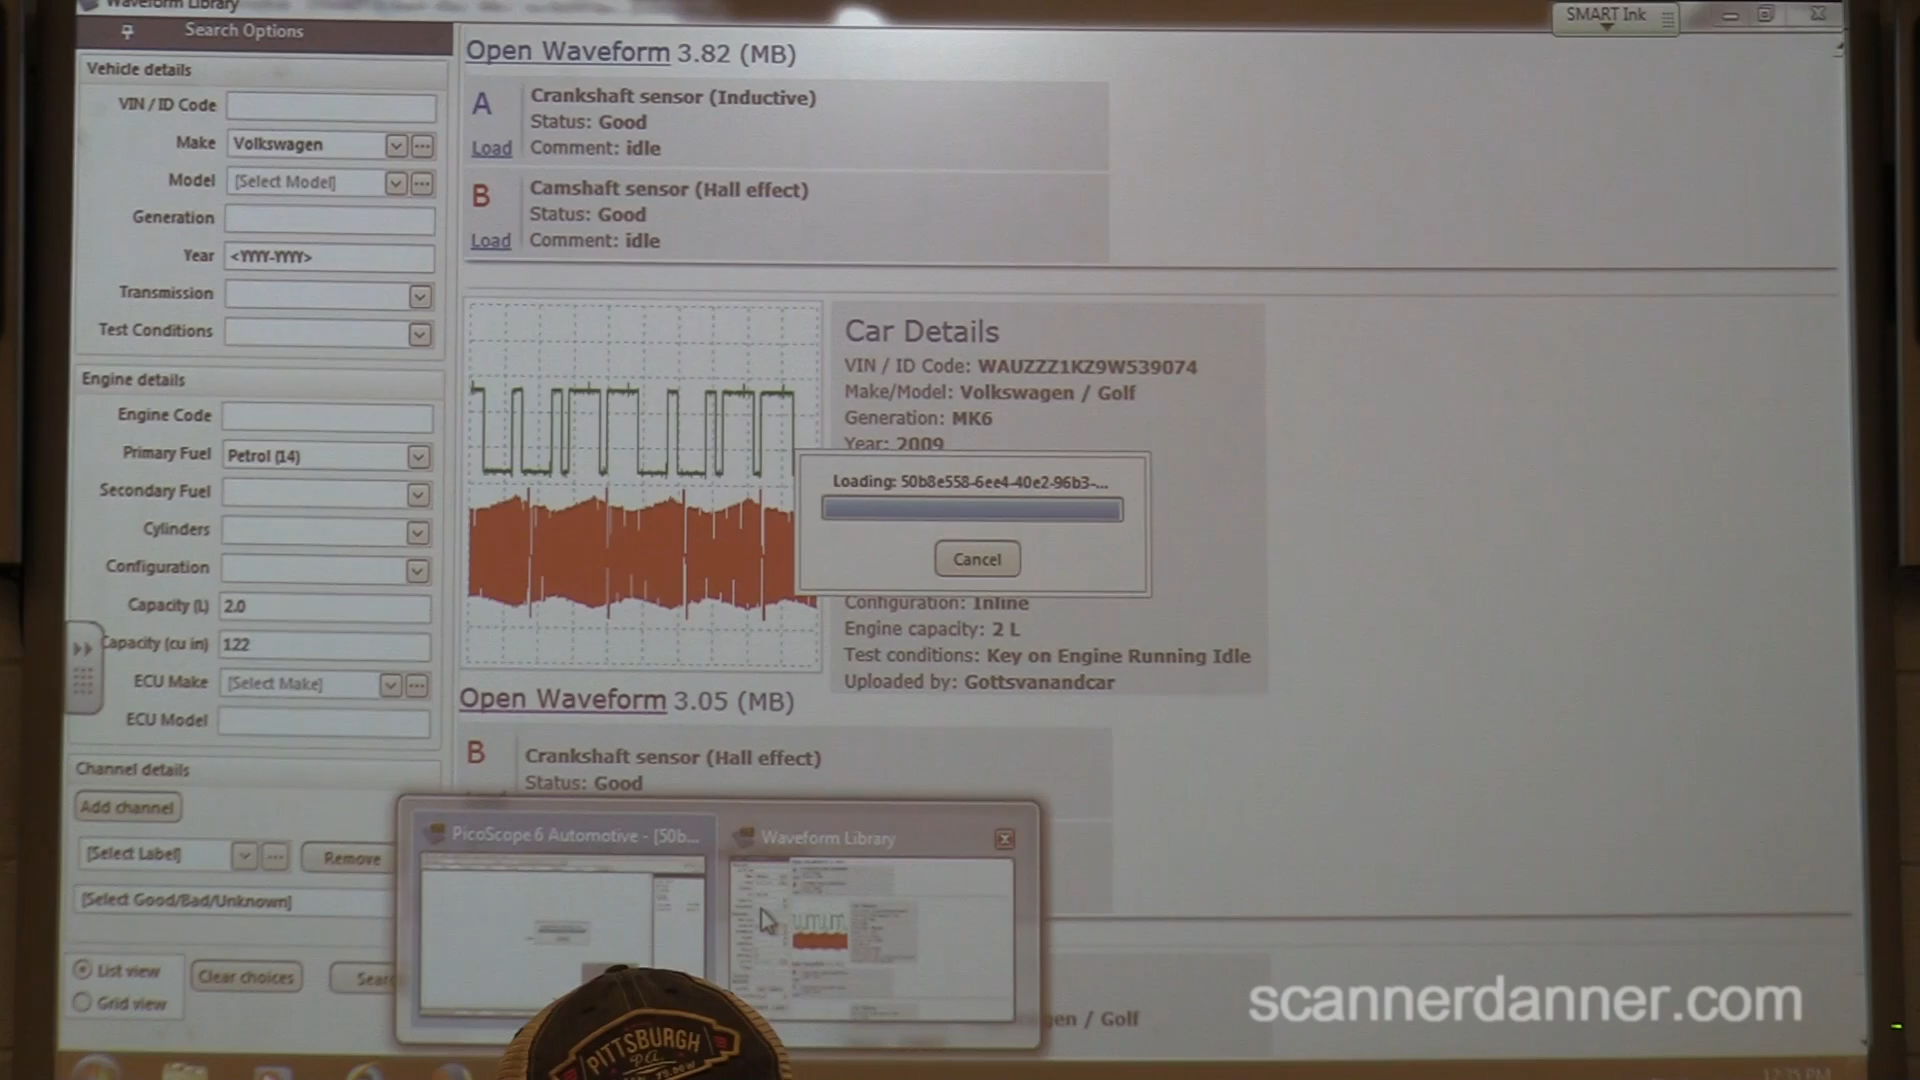 Waveform Library
SMART Ink
Search Options
Vehicle details
VIN / ID Code
Make Volkswagen
Model [Select Model]
Generation
Year <YYYY-YYYY>
Transmission
Test Conditions
Engine details
Engine Code
Primary Fuel Petrol (14)
Secondary Fuel
Cylinders
Configuration
Capacity (L) 2.0
Capacity (cu in) 122
ECU Make [Select Make]
ECU Model
Channel details
Add channel
[Select Label] Remove
[Select Good/Bad/Unknown]
List view
Clear choices
Grid view
Open Waveform 3.82 (MB)
A Crankshaft sensor (Inductive)
Status: Good
Load Comment: idle
B Camshaft sensor (Hall effect)
Status: Good
Load Comment: idle
Car Details
VIN / ID Code: WAUZZZ1KZ9W539074
Make/Model: Volkswagen / Golf
Generation: MK6
Year: 2009
Loading: 50b8e558-6ee4-40e2-96b3-...
Cancel
Configuration: Inline
Engine capacity: 2 L
Test conditions: Key on Engine Running Idle
Uploaded by: Gottsvanandcar
Open Waveform 3.05 (MB)
B Crankshaft sensor (Hall effect)
Status: Good
PicoScope 6 Automotive - [50b...
Waveform Library
/ Golf
scannerdanner.com
PITTSBURGH
PA.
12:35 PM